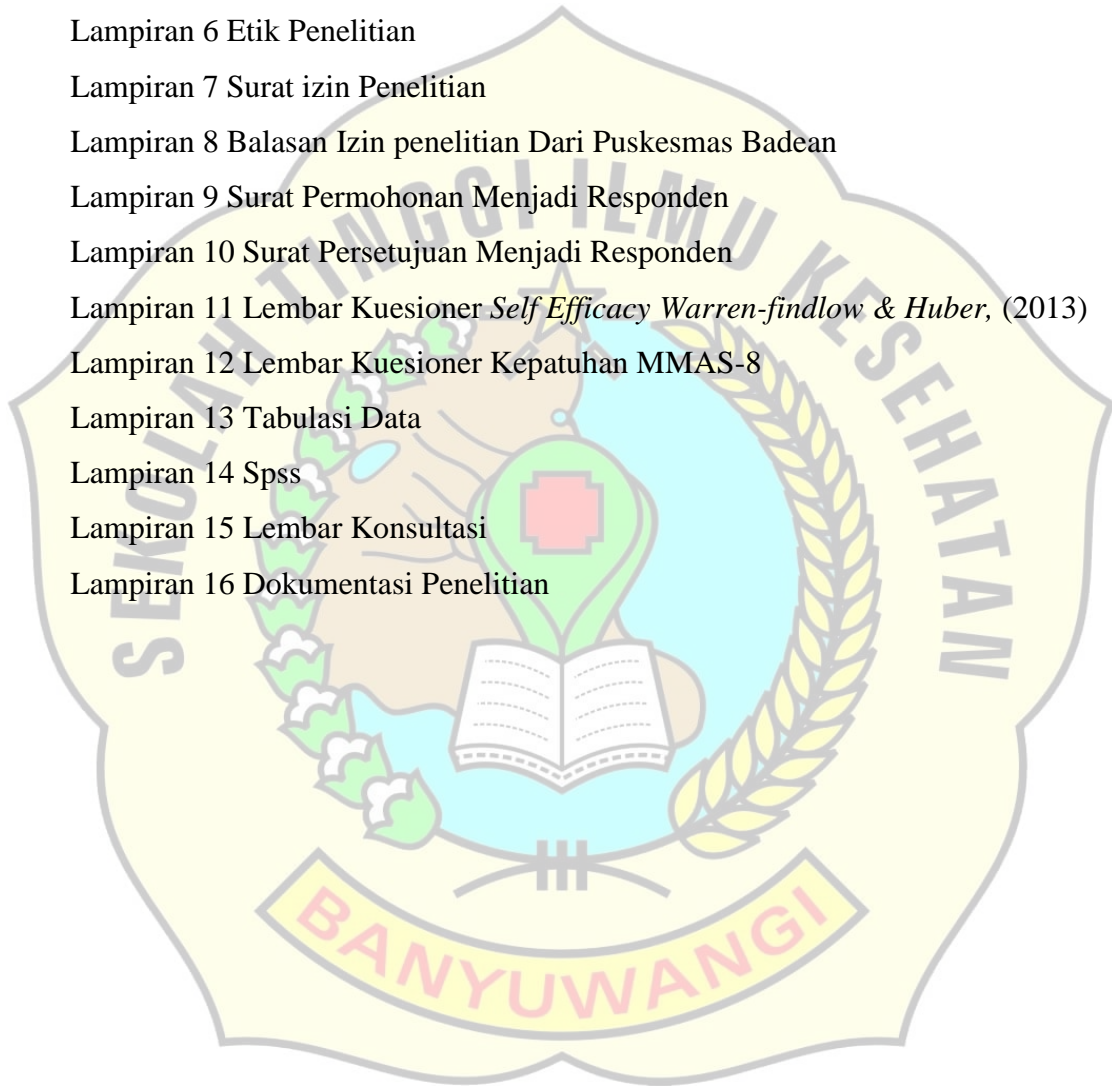 Lampiran 6 Etik Penelitian
Lampiran 7 Surat izin Penelitian
Lampiran 8 Balasan Izin penelitian Dari Puskesmas Badean
Lampiran 9 Surat Permohonan Menjadi Responden
Lampiran 10 Surat Persetujuan Menjadi Responden
Lampiran 11 Lembar Kuesioner Self Efficacy Warren-findlow & Huber, (2013)
Lampiran 12 Lembar Kuesioner Kepatuhan MMAS-8
Lampiran 13 Tabulasi Data
Lampiran 14 Spss
Lampiran 15 Lembar Konsultasi
Lampiran 16 Dokumentasi Penelitian
SEKOLAH TINGGI ILMU KESEHATAN
BANYUWANGI